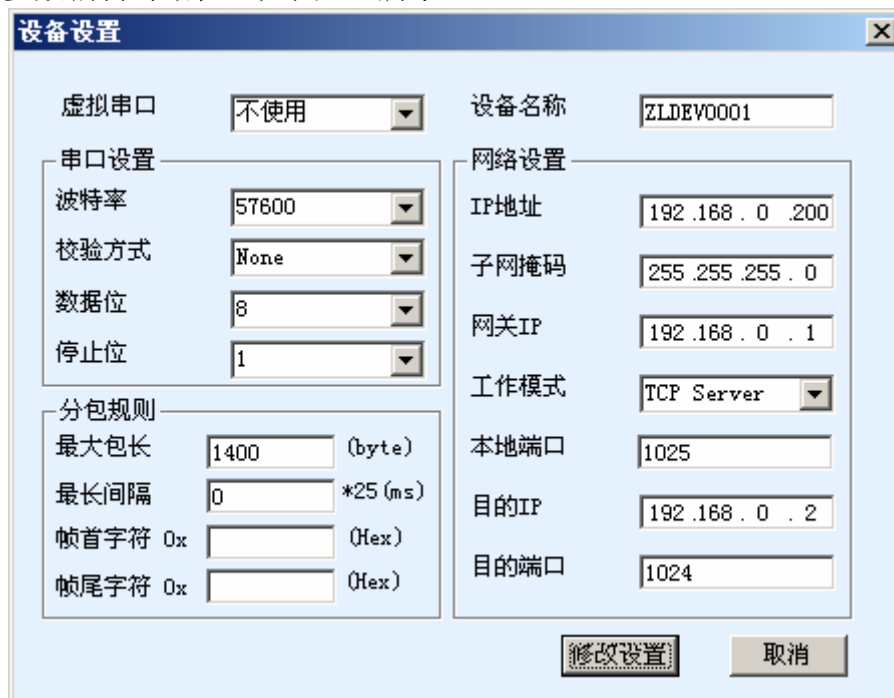 设备设置
虚拟串口 不使用
设备名称 ZLDEV0001
串口设置
波特率 57600
校验方式 None
数据位 8
停止位 1
分包规则
最大包长 1400 (byte)
最长间隔 0 *25(ms)
帧首字符 0x (Hex)
帧尾字符 0x (Hex)
网络设置
IP地址 192 .168 . 0 .200
子网掩码 255 .255 .255 . 0
网关IP 192 .168 . 0 . 1
工作模式 TCP Server
本地端口 1025
目的IP 192 .168 . 0 . 2
目的端口 1024
修改设置 取消